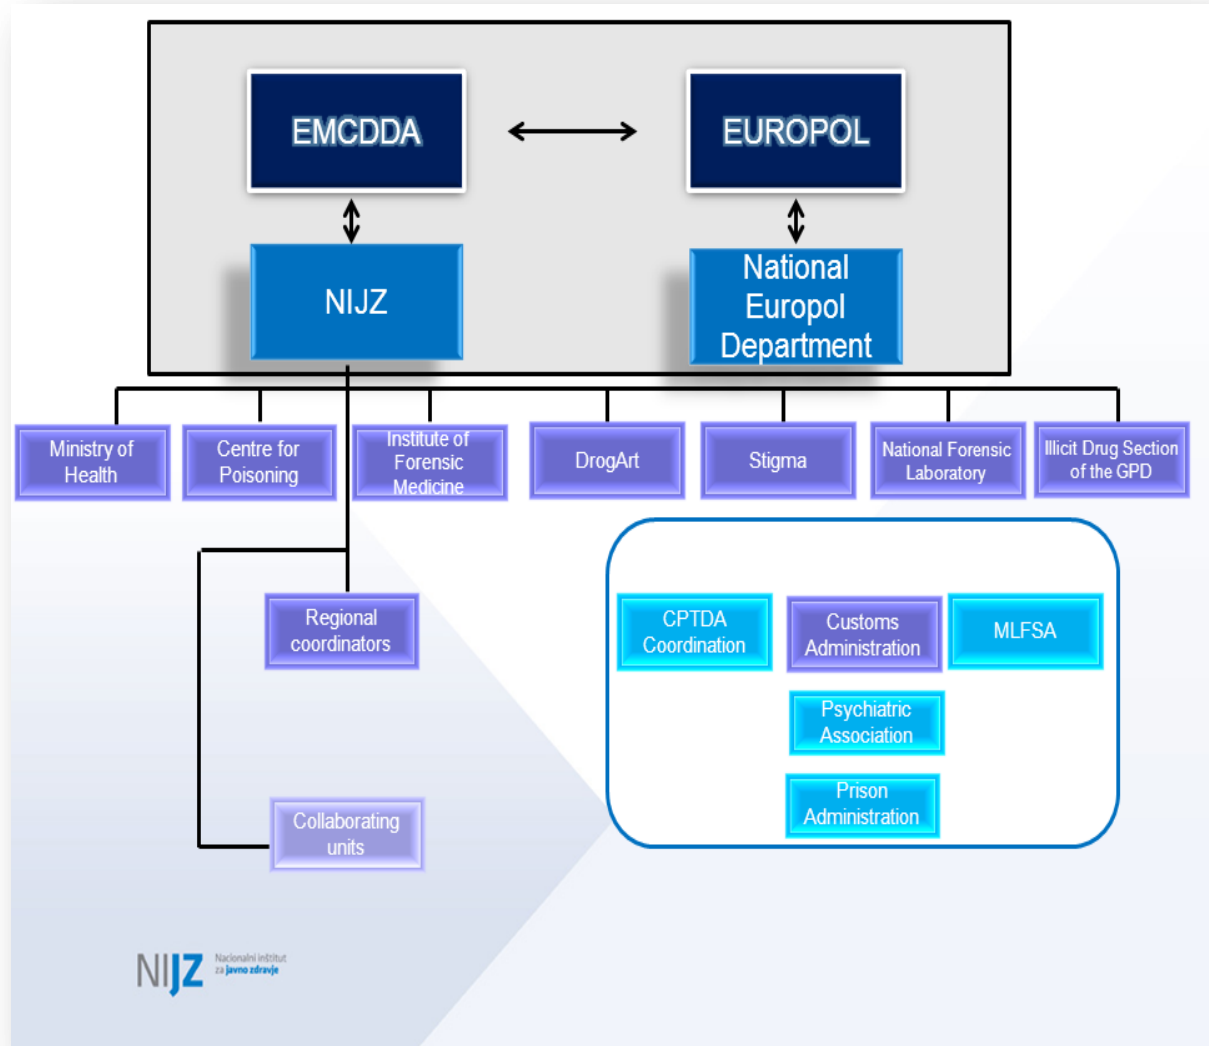 EMCDDA
EUROPOL
NIJZ
National
Europol
Department
Ministry of
Health
Centre for
Poisoning
Institute of
Forensic
Medicine
DrogArt
Stigma
National Forensic
Laboratory
Illicit Drug Section
of the GPD
Regional
coordinators
CPTDA
Coordination
Customs
Administration
MLFSA
Psychiatric
Association
Prison
Administration
Collaborating
units
NIJZ
Nacionalni inštitut
za javno zdravje